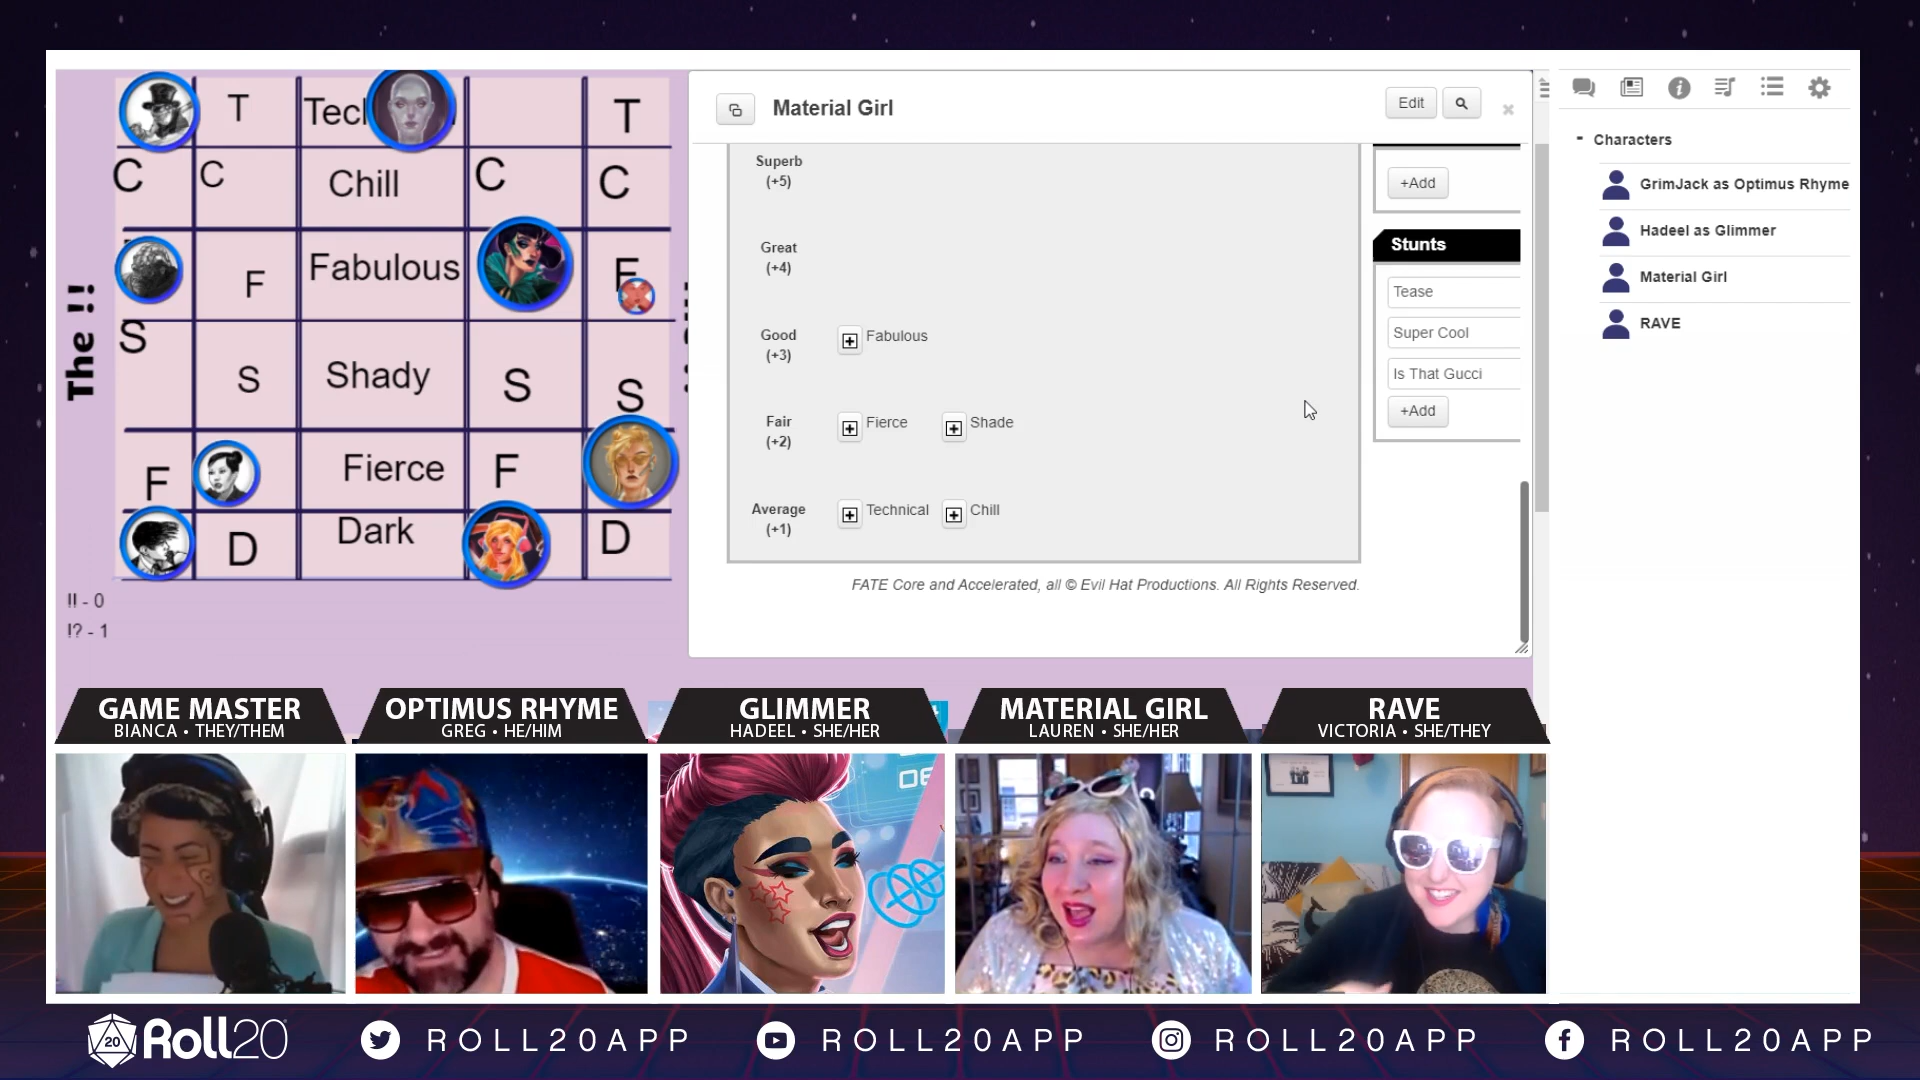 T
T
C
C
Chill
C
C
Fabulous
F
F
S
S
Shady
S
S
F
Fierce
F
D
Dark
D
The !!
!! - 0
!? - 1
Material Girl
Edit
Superb
(+5)
Great
(+4)
Good
(+3)
Fabulous
Fair
(+2)
Fierce
Shade
Average
(+1)
Technical
Chill
FATE Core and Accelerated, all © Evil Hat Productions. All Rights Reserved.
+Add
Stunts
Tease
Super Cool
Is That Gucci
+Add
- Characters
GrimJack as Optimus Rhyme
Hadeel as Glimmer
Material Girl
RAVE
GAME MASTER
BIANCA • THEY/THEM
OPTIMUS RHYME
GREG • HE/HIM
GLIMMER
HADEEL • SHE/HER
MATERIAL GIRL
LAUREN • SHE/HER
RAVE
VICTORIA • SHE/THEY
20
Roll20
ROLL20APP
ROLL20APP
ROLL20APP
ROLL20APP